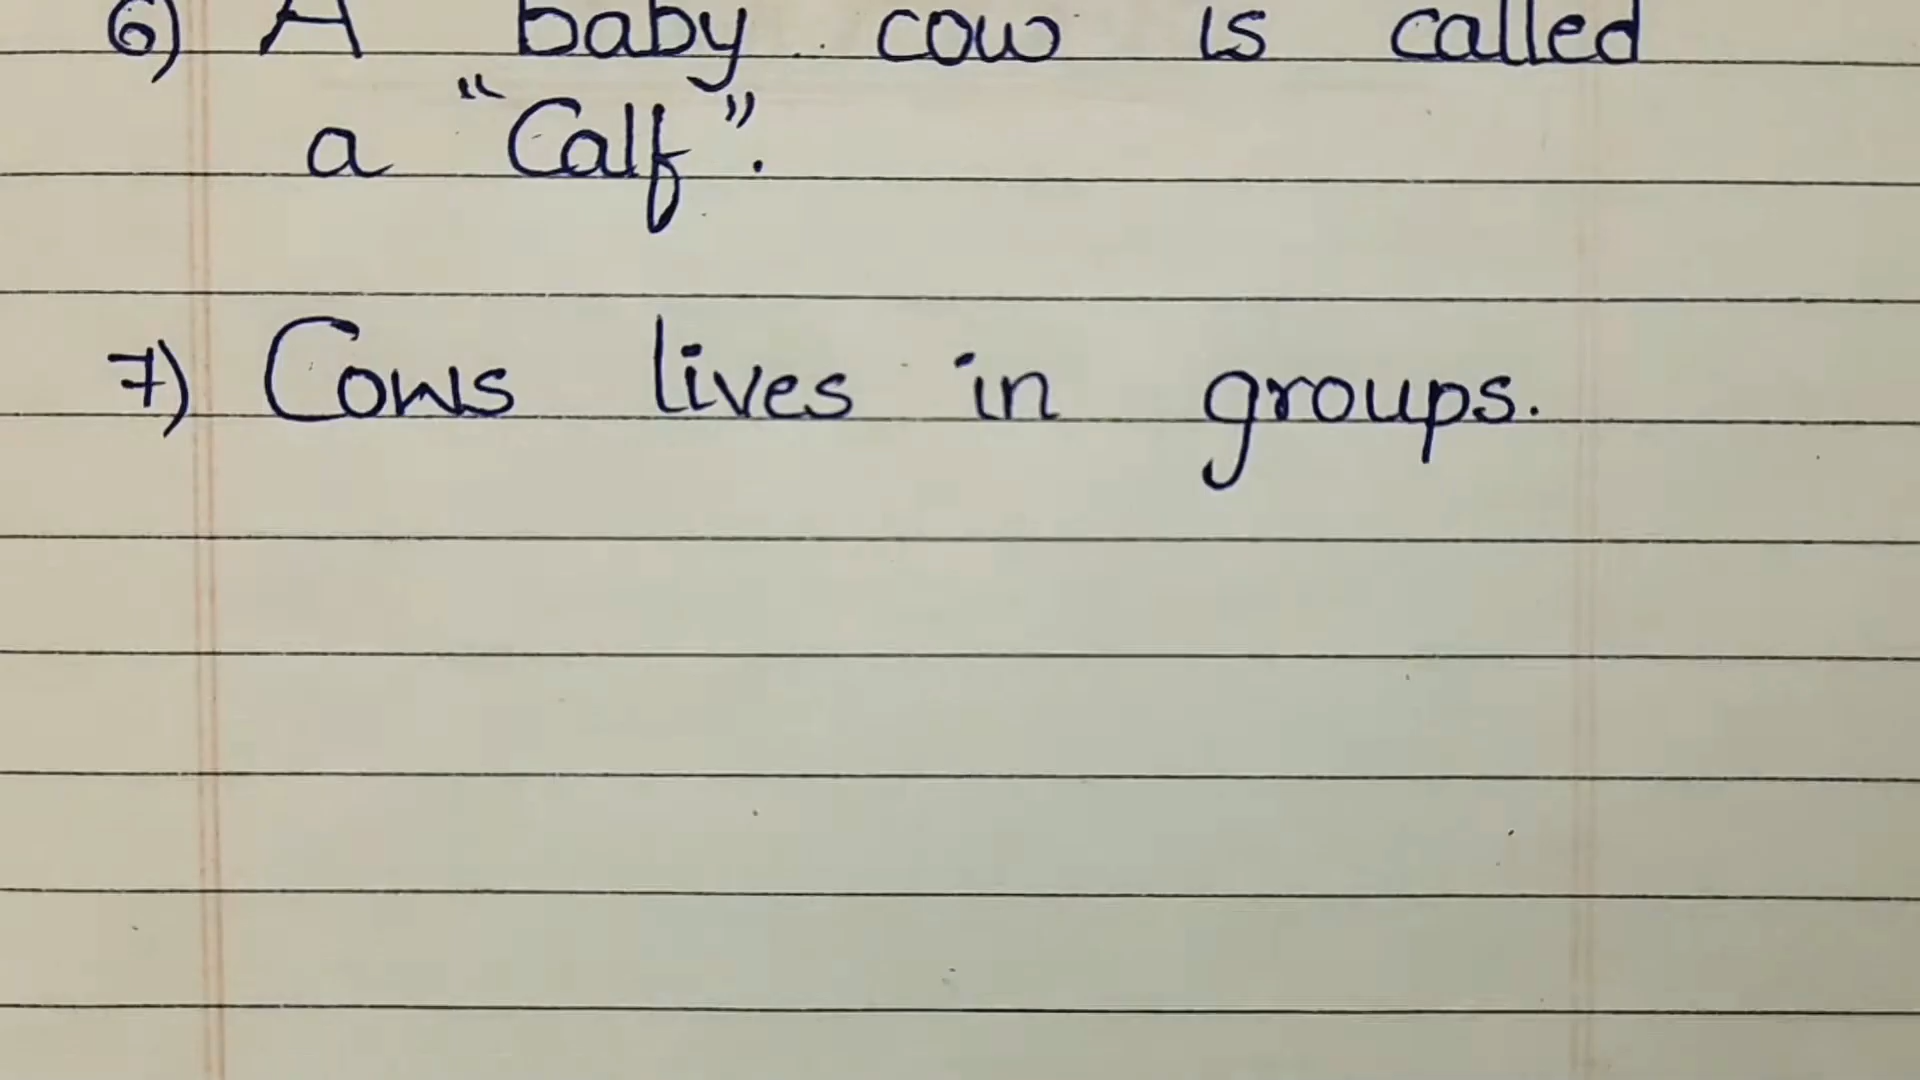 6) A baby cow is called
a "Calf".
7) Cows lives in groups.